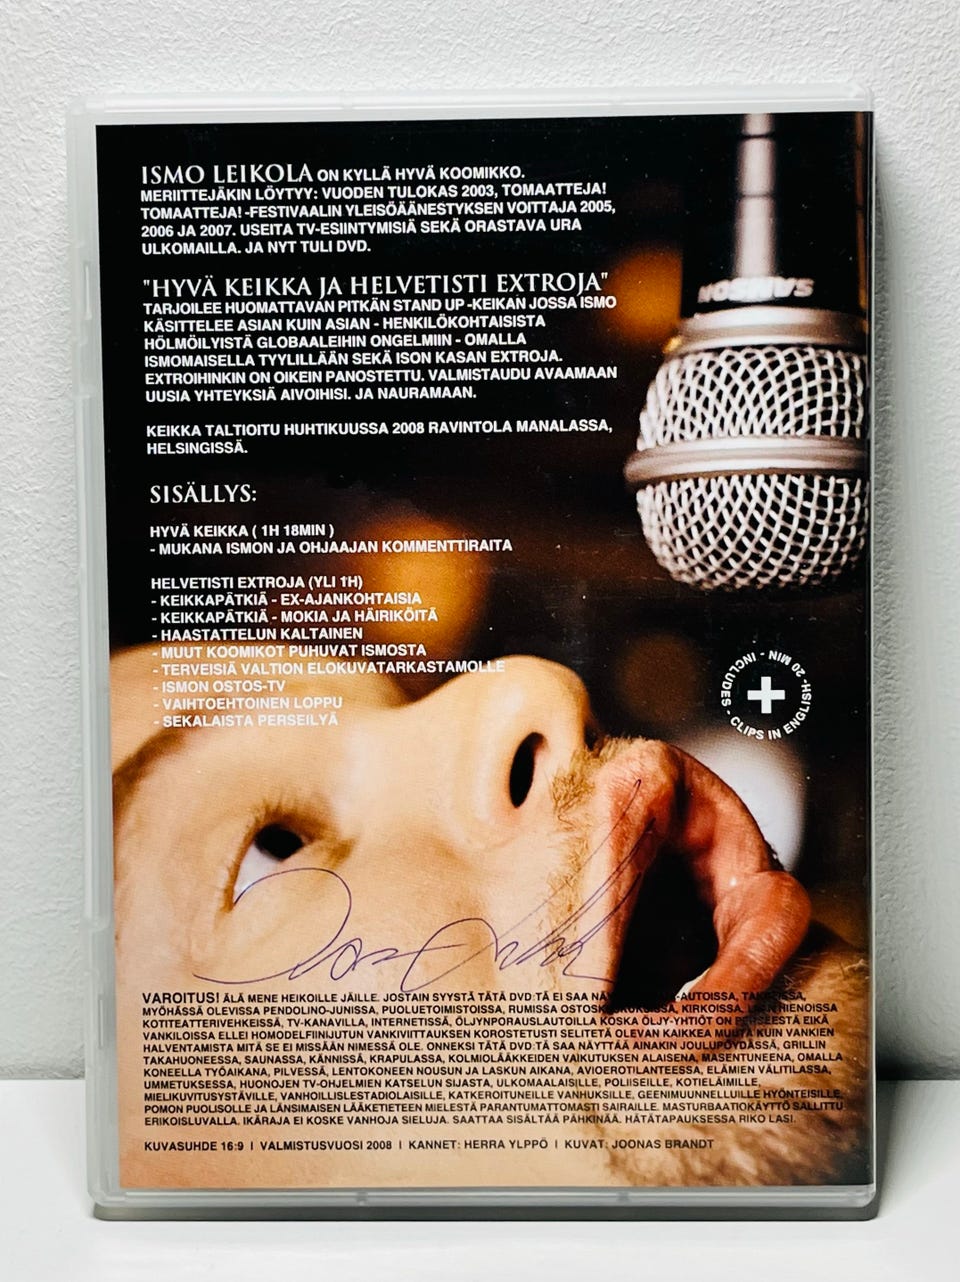 ISMO LEIKOLA ON KYLLÄ HYVÄ KOOMIKKO.
MERIITTEJÄKIN LÖYTYY: VUODEN TULOKAS 2003, TOMAATTEJA!
TOMAATTEJA! -FESTIVAALIN YLEISÖÄÄNESTYKSEN VOITTAJA 2005,
2006 JA 2007. USEITA TV-ESIINTYMISIÄ SEKÄ ORASTAVA URA
ULKOMAILLA. JA NYT TULI DVD.
"HYVÄ KEIKKA JA HELVETISTI EXTROJA"
TARJOILEE HUOMATTAVAN PITKÄN STAND UP -KEIKAN JOSSA ISMO
KÄSITTELEE ASIAN KUIN ASIAN - HENKILÖKOHTAISISTA
HÖLMÖILYISTÄ GLOBAALEIHIN ONGELMIIN - OMALLA
ISMOMAISELLA TYYLILLÄÄN SEKÄ ISON KASAN EXTROJA.
EXTROIHINKIN ON OIKEIN PANOSTETTU. VALMISTAUDU AVAAMAAN
UUSIA YHTEYKSIÄ AIVOIHISI. JA NAURAMAAN.
KEIKKA TALTIOITU HUHTIKUUSSA 2008 RAVINTOLA MANALASSA,
HELSINGISSÄ.
SISÄLLYS:
HYVÄ KEIKKA ( 1H 18MIN )
- MUKANA ISMON JA OHJAAJAN KOMMENTTIRAITA
HELVETISTI EXTROJA (YLI 1H)
- KEIKKAPÄTKIÄ - EX-AJANKOHTAISIA
- KEIKKAPÄTKIÄ - MOKIA JA HÄIRIKÖITÄ
- HAASTATTELUN KALTAINEN
- MUUT KOOMIKOT PUHUVAT ISMOSTA
- TERVEISIÄ VALTION ELOKUVATARKASTAMOLLE
- ISMON OSTOS-TV
- VAIHTOEHTOINEN LOPPU
- SEKALAISTA PERSEILYÄ
SAMSON
- INCLUDES - CLIPS IN ENGLISH - 20 MIN
+
VAROITUS! ÄLÄ MENE HEIKOILLE JÄILLE. JOSTAIN SYYSTÄ TÄTÄ DVD:TÄ EI SAA -AUTOISSA,
MYÖHÄSSÄ OLEVISSA PENDOLINO-JUNISSA, PUOLUETOIMISTOISSA, RUMISSA OSTOSKESKUKSISSA, KIRKOISSA, HIENOISSA
KOTITEATTERIVEHKEISSÄ, TV-KANAVILLA, INTERNETISSÄ, ÖLJYNPORAUSLAUTOILLA KOSKA ÖLJY-YHTIÖT ON PERSEESTÄ EIKÄ
VANKILOISSA ELLEI HOMODELFIINIJUTUN VANKIVIITTAUKSEN KOROSTETUSTI SELITETÄ OLEVAN KAIKKEA MUUTA KUIN VANKIEN
HALVENTAMISTA MITÄ SE EI MISSÄÄN NIMESSÄ OLE. ONNEKSI TÄTÄ DVD:TÄ SAA NÄYTTÄÄ AINAKIN JOULUPÖYDÄSSÄ, GRILLIN
TAKAHUONEESSA, SAUNASSA, KÄNNISSÄ, KRAPULASSA, KOLMIOLÄÄKKEIDEN VAIKUTUKSEN ALAISENA, MASENTUNEENA, OMALLA
KONEELLA TYÖAIKANA, PILVESSÄ, LENTOKONEEN NOUSUN JA LASKUN AIKANA, AVIOEROTILANTEESSA, ELÄMIEN VÄLITILASSA,
UMMETUKSESSA, HUONOJEN TV-OHJELMIEN KATSELUN SIJASTA, ULKOMAALAISILLE, POLIISEILLE, KOTIELÄIMILLE,
MIELIKUVITUSYSTÄVILLE, VANHOILLISLESTADIOLAISILLE, KATKEROITUNEILLE VANHUKSILLE, GEENIMUUNNELLUILLE HYÖNTEISILLE,
POMON PUOLISOLLE JA LÄNSIMAISEN LÄÄKETIETEEN MIELESTÄ PARANTUMATTOMASTI SAIRAILLE. MASTURBAATIOKÄYTTÖ SALLITTU
ERIKOISLUVALLA. IKÄRAJA EI KOSKE VANHOJA SIELUJA. SAATTAA SISÄLTÄÄ PÄHKINÄÄ. HÄTÄTAPAUKSESSA RIKO LASI.
KUVASUHDE 16:9 I VALMISTUSVUOSI 2008 I KANNET: HERRA YLPPÖ I KUVAT: JOONAS BRANDT